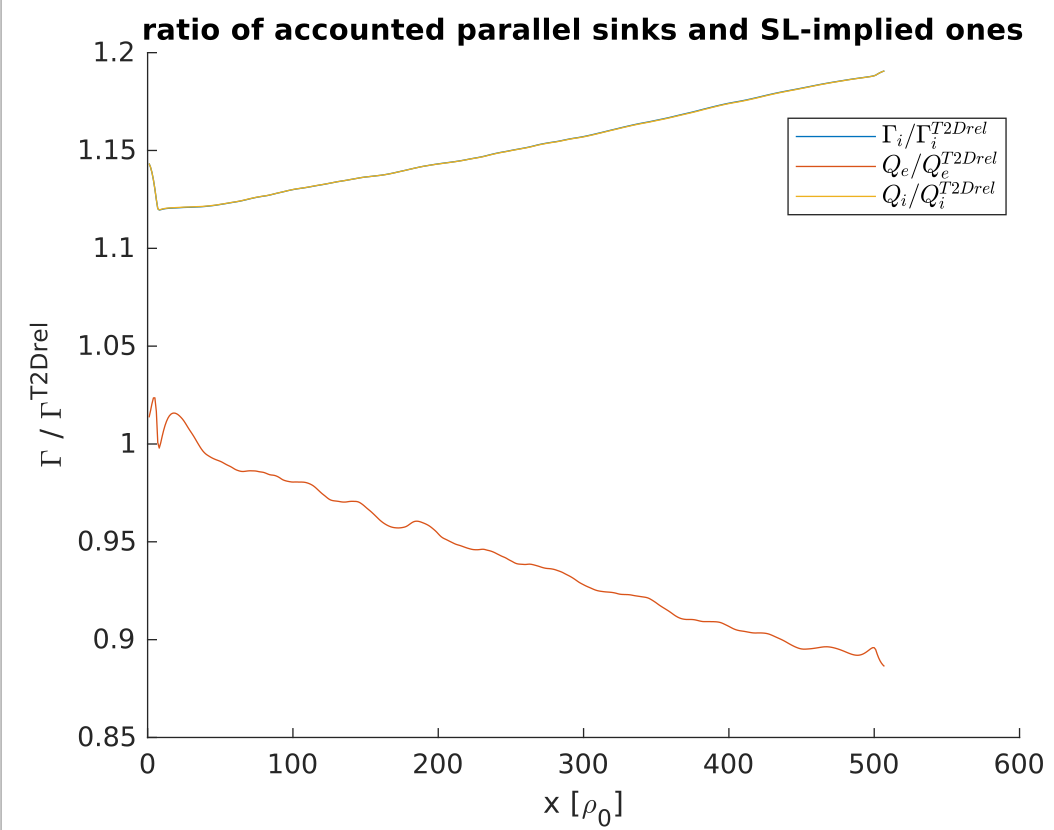 ratio of accounted parallel sinks and SL-implied ones
1.2
1.15
1.1
1.05
1
0.95
0.9
0.85
Γ / Γ^T2Drel
Γ_i/Γ_i^T2Drel
Q_e/Q_e^T2Drel
Q_i/Q_i^T2Drel
0 100 200 300 400 500 600
x [ρ_0]